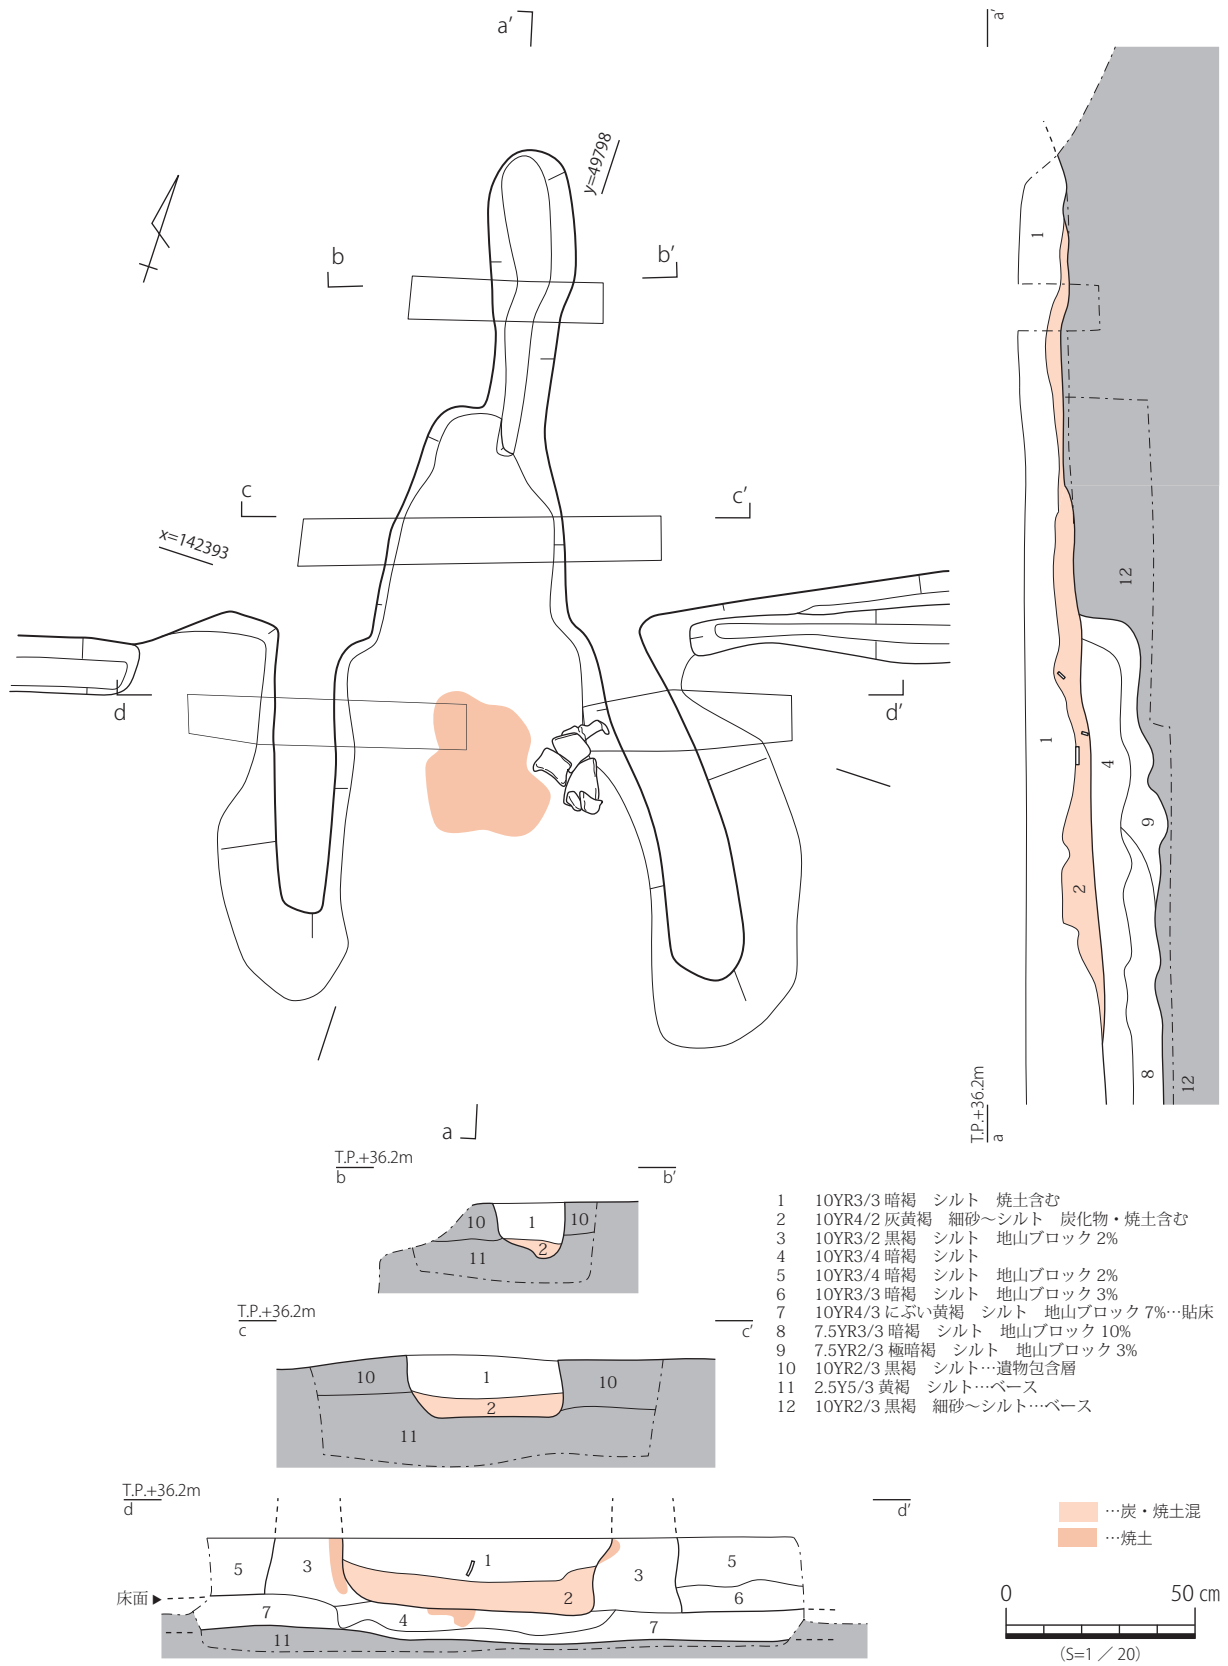 a′
a′
y=49798
1
b
b′
c
c′
x=142393
12
d
d′
1
4
9
2
8
12
T.P.+36.2m
a
a
T.P.+36.2m
b
b′
10
1
10
2
11
T.P.+36.2m
c
c′
10
1
10
2
11
T.P.+36.2m
d
d′
5
3
1
3
5
2
6
床面▶
7
4
7
11
1 10YR3/3 暗褐 シルト 焼土含む
2 10YR4/2 灰黄褐 細砂～シルト 炭化物・焼土含む
3 10YR3/2 黒褐 シルト 地山ブロック 2%
4 10YR3/4 暗褐 シルト
5 10YR3/4 暗褐 シルト 地山ブロック 2%
6 10YR3/3 暗褐 シルト 地山ブロック 3%
7 10YR4/3 にぶい黄褐 シルト 地山ブロック 7%…貼床
8 7.5YR3/3 暗褐 シルト 地山ブロック 10%
9 7.5YR2/3 極暗褐 シルト 地山ブロック 3%
10 10YR2/3 黒褐 シルト…遺物包含層
11 2.5Y5/3 黄褐 シルト…ベース
12 10YR2/3 黒褐 細砂～シルト…ベース
…炭・焼土混
…焼土
0 50 ㎝
(S=1 ／ 20)